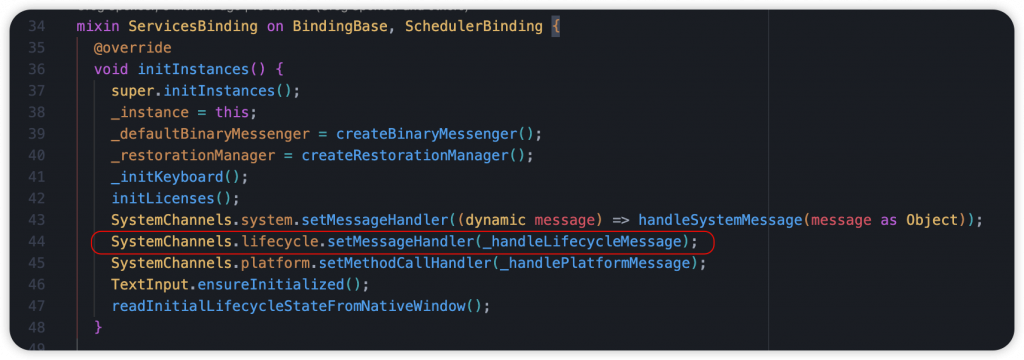 34 mixin ServicesBinding on BindingBase, SchedulerBinding {
35 @override
36 void initInstances() {
37 super.initInstances();
38 _instance = this;
39 _defaultBinaryMessenger = createBinaryMessenger();
40 _restorationManager = createRestorationManager();
41 _initKeyboard();
42 initLicenses();
43 SystemChannels.system.setMessageHandler((dynamic message) => handleSystemMessage(message as Object));
44 SystemChannels.lifecycle.setMessageHandler(_handleLifecycleMessage);
45 SystemChannels.platform.setMethodCallHandler(_handlePlatformMessage);
46 TextInput.ensureInitialized();
47 readInitialLifecycleStateFromNativeWindow();
48 }
49